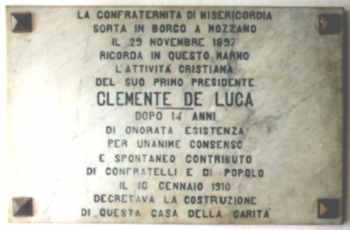 LA CONFRATERNITA DI MISERICORDIA
SORTA IN BORGO A MOZZANO
IL 29 NOVEMBRE 1897
RICORDA IN QUESTO MARMO
L'ATTIVITÀ CRISTIANA
DEL SUO PRIMO PRESIDENTE
CLEMENTE DE LUCA
DOPO 14 ANNI
DI ONORATA ESISTENZA
PER UNANIME CONSENSO
E SPONTANEO CONTRIBUTO
DI CONFRATELLI E DI POPOLO
IL 16 GENNAIO 1910
DECRETAVA LA COSTRUZIONE
DI QUESTA CASA DELLA CARITÀ